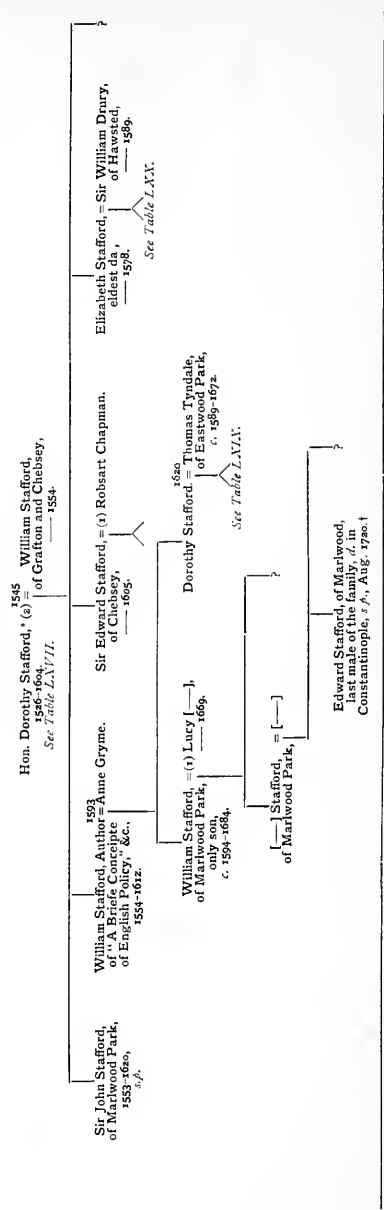 1545
Hon. Dorothy Stafford,* (2) = William Stafford,
1526-1604. of Grafton and Chebsey,
See Table LXVII. —— 1554.
Sir John Stafford,
of Marlwood Park,
1553-1620,
s.p.
1593
William Stafford, Author = Anne Gryme.
of "A Briefe Conceipte
of English Policy," &c.,
1554-1612.
Sir Edward Stafford, = (1) Robsart Chapman.
of Chebsey,
—— 1605.
Elizabeth Stafford, = Sir William Drury,
eldest da, of Hawsted,
—— 1578. —— 1589.
See Table LXX.
?
William Stafford, = (1) Lucy [—],
of Marlwood Park, —— 1669.
only son,
c. 1594-1684.
1620
Dorothy Stafford. = Thomas Tyndale,
of Eastwood Park,
c. 1589-1672.
See Table LXIX.
[—] Stafford, = [—]
of Marlwood Park,
?
Edward Stafford, of Marlwood,
last male of the family, d. in
Constantinople, s p., Aug. 1720.†
?